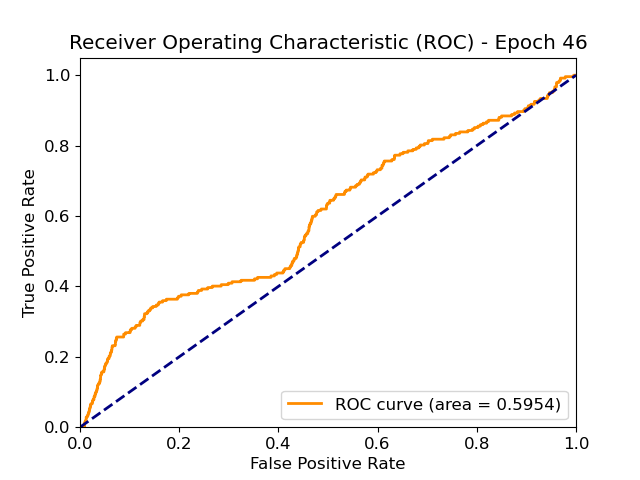 Receiver Operating Characteristic (ROC) - Epoch 46
True Positive Rate
1.0
0.8
0.6
0.4
0.2
0.0
ROC curve (area = 0.5954)
0.0 0.2 0.4 0.6 0.8 1.0
False Positive Rate